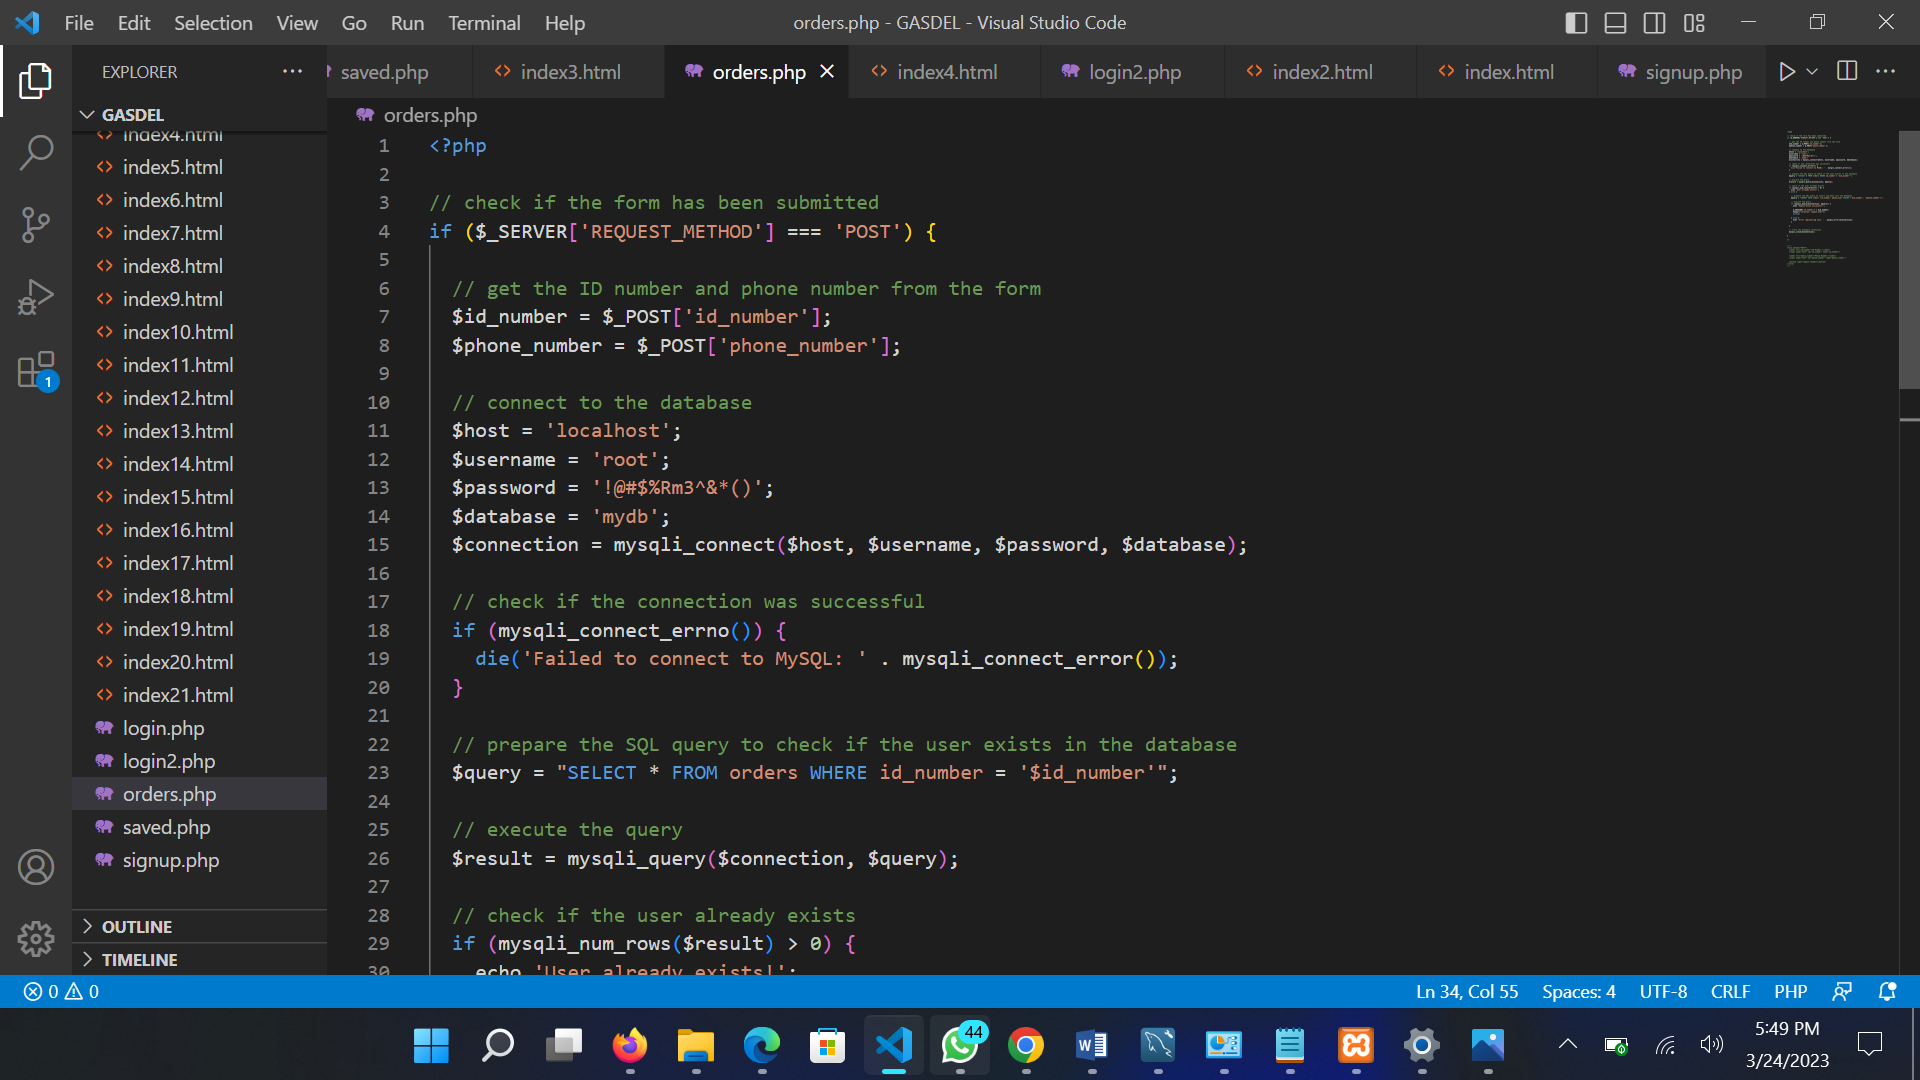 File Edit Selection View Go Run Terminal Help
orders.php - GASDEL - Visual Studio Code
EXPLORER
saved.php
index3.html
orders.php
index4.html
login2.php
index2.html
index.html
signup.php
GASDEL
index4.html
index5.html
index6.html
index7.html
index8.html
index9.html
index10.html
index11.html
index12.html
index13.html
index14.html
index15.html
index16.html
index17.html
index18.html
index19.html
index20.html
index21.html
login.php
login2.php
orders.php
saved.php
signup.php
OUTLINE
TIMELINE
1
orders.php
1 <?php
2
3 // check if the form has been submitted
4 if ($_SERVER['REQUEST_METHOD'] === 'POST') {
5
6 // get the ID number and phone number from the form
7 $id_number = $_POST['id_number'];
8 $phone_number = $_POST['phone_number'];
9
10 // connect to the database
11 $host = 'localhost';
12 $username = 'root';
13 $password = '!@#$%Rm3^&*()';
14 $database = 'mydb';
15 $connection = mysqli_connect($host, $username, $password, $database);
16
17 // check if the connection was successful
18 if (mysqli_connect_errno()) {
19 die('Failed to connect to MySQL: ' . mysqli_connect_error());
20 }
21
22 // prepare the SQL query to check if the user exists in the database
23 $query = "SELECT * FROM orders WHERE id_number = '$id_number'";
24
25 // execute the query
26 $result = mysqli_query($connection, $query);
27
28 // check if the user already exists
29 if (mysqli_num_rows($result) > 0) {
30 echo 'User already exists!';
0 0
Ln 34, Col 55 Spaces: 4 UTF-8 CRLF PHP
44
5:49 PM
3/24/2023